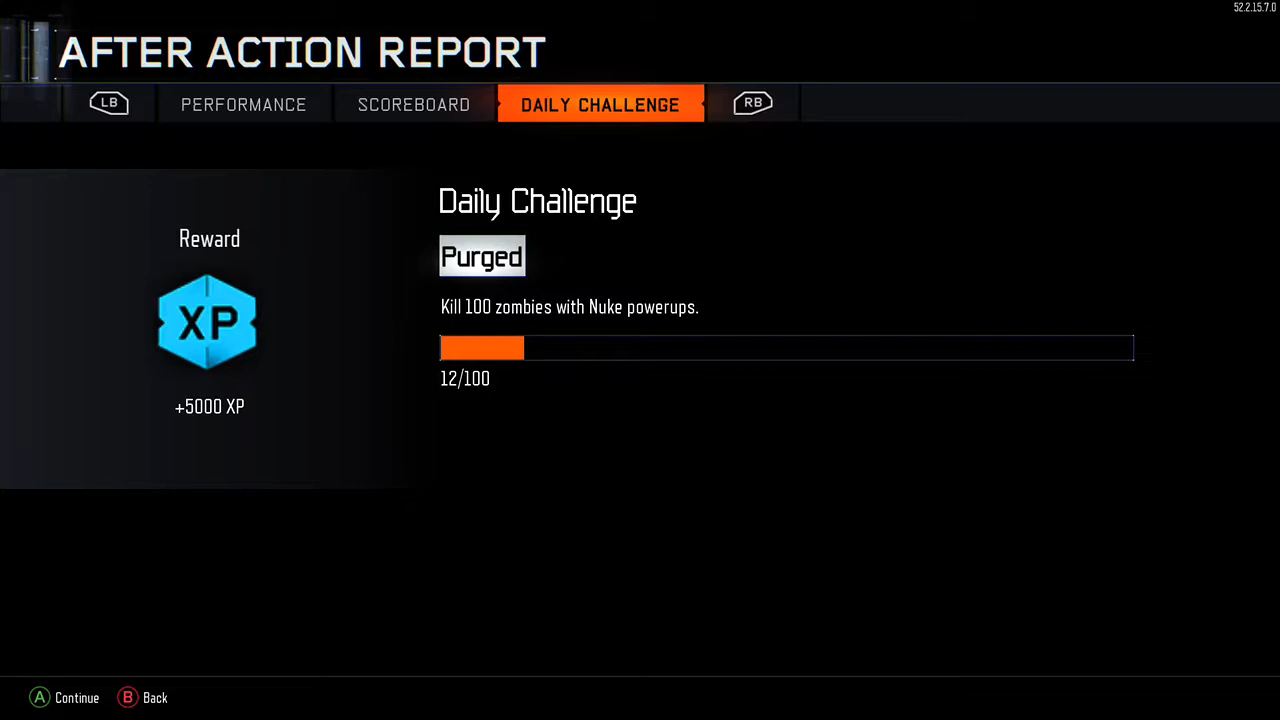 52.2.15.7.0
AFTER ACTION REPORT
LB PERFORMANCE SCOREBOARD DAILY CHALLENGE RB
Daily Challenge
Reward
Purged
Kill 100 zombies with Nuke powerups.
XP
12/100
+5000 XP
A Continue B Back